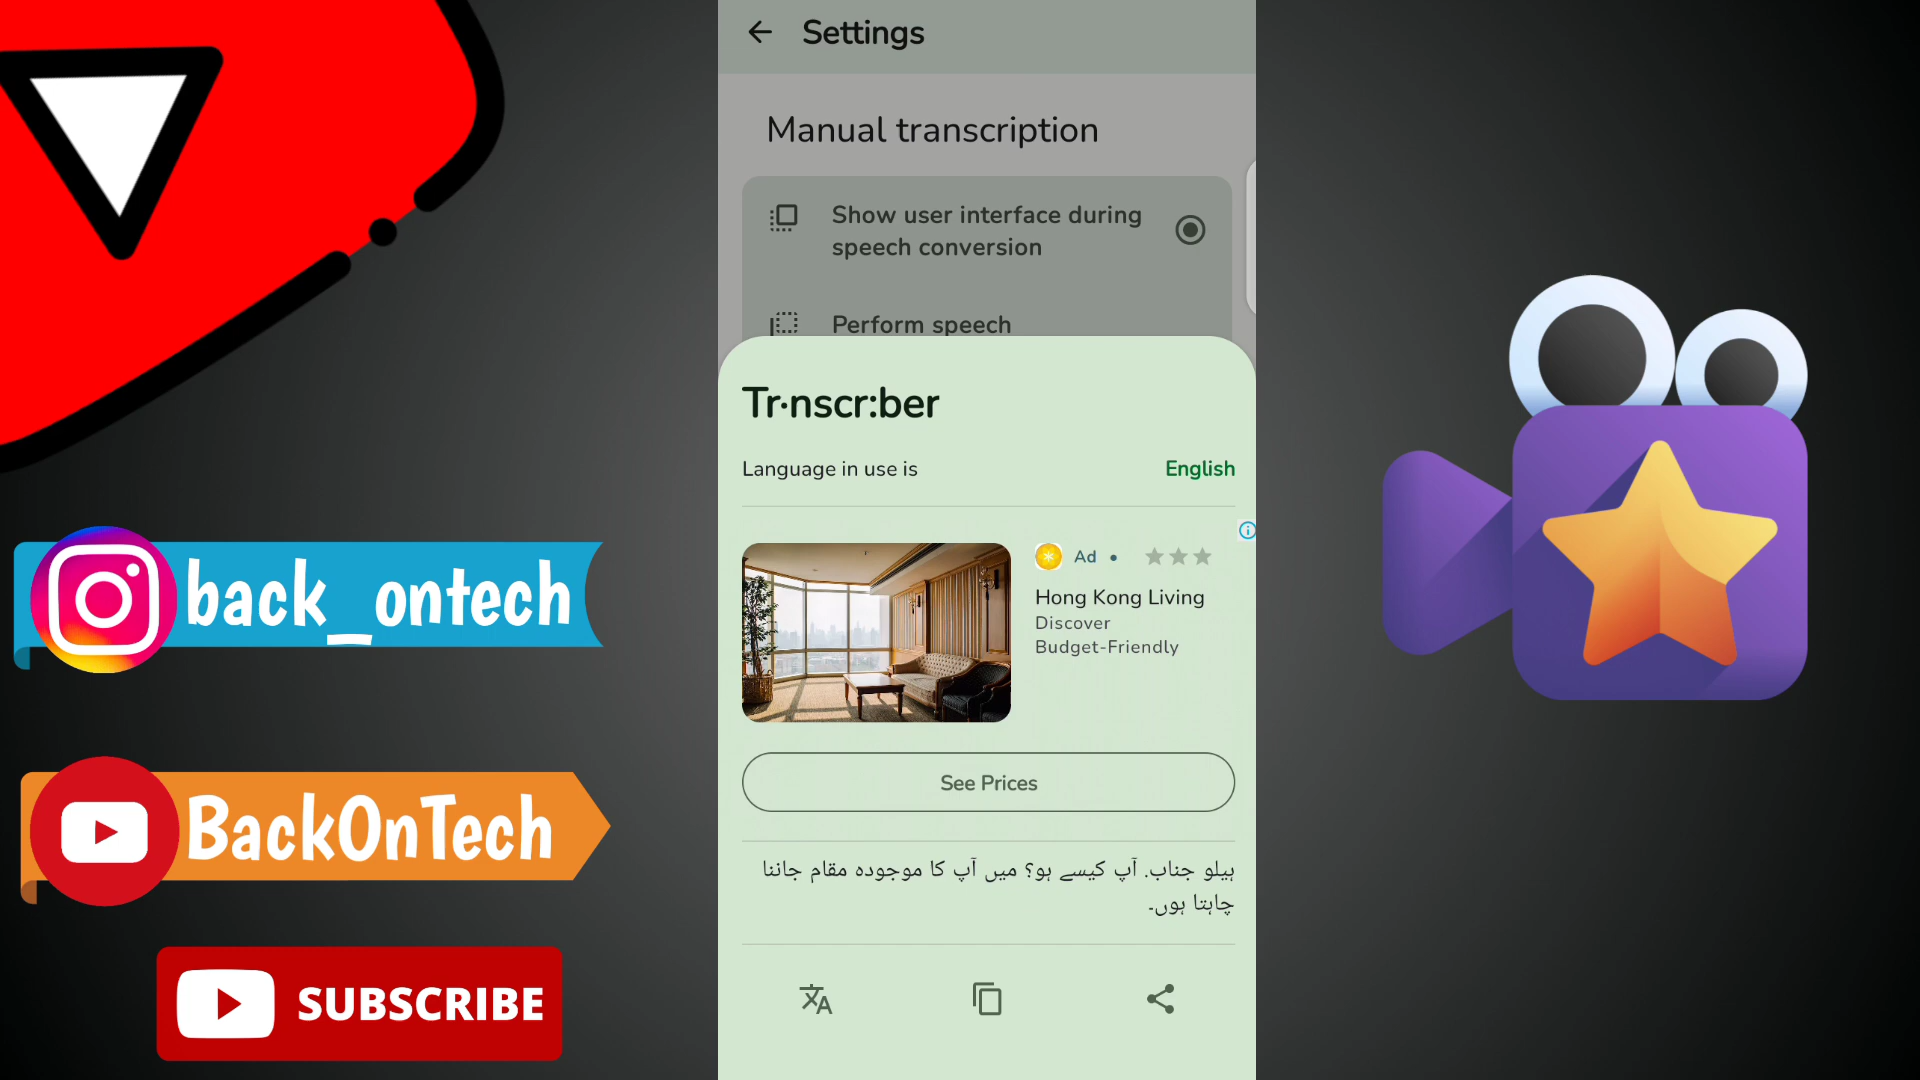 Settings
Manual transcription
Show user interface during
speech conversion
Perform speech
Tr·nscr:ber
Language in use is
English
Ad •
Hong Kong Living
Discover
Budget-Friendly
See Prices
ہیلو جناب. آپ کیسے ہو؟ میں آپ کا موجودہ مقام جاننا
چاہتا ہوں۔
back_ontech
BackOnTech
SUBSCRIBE